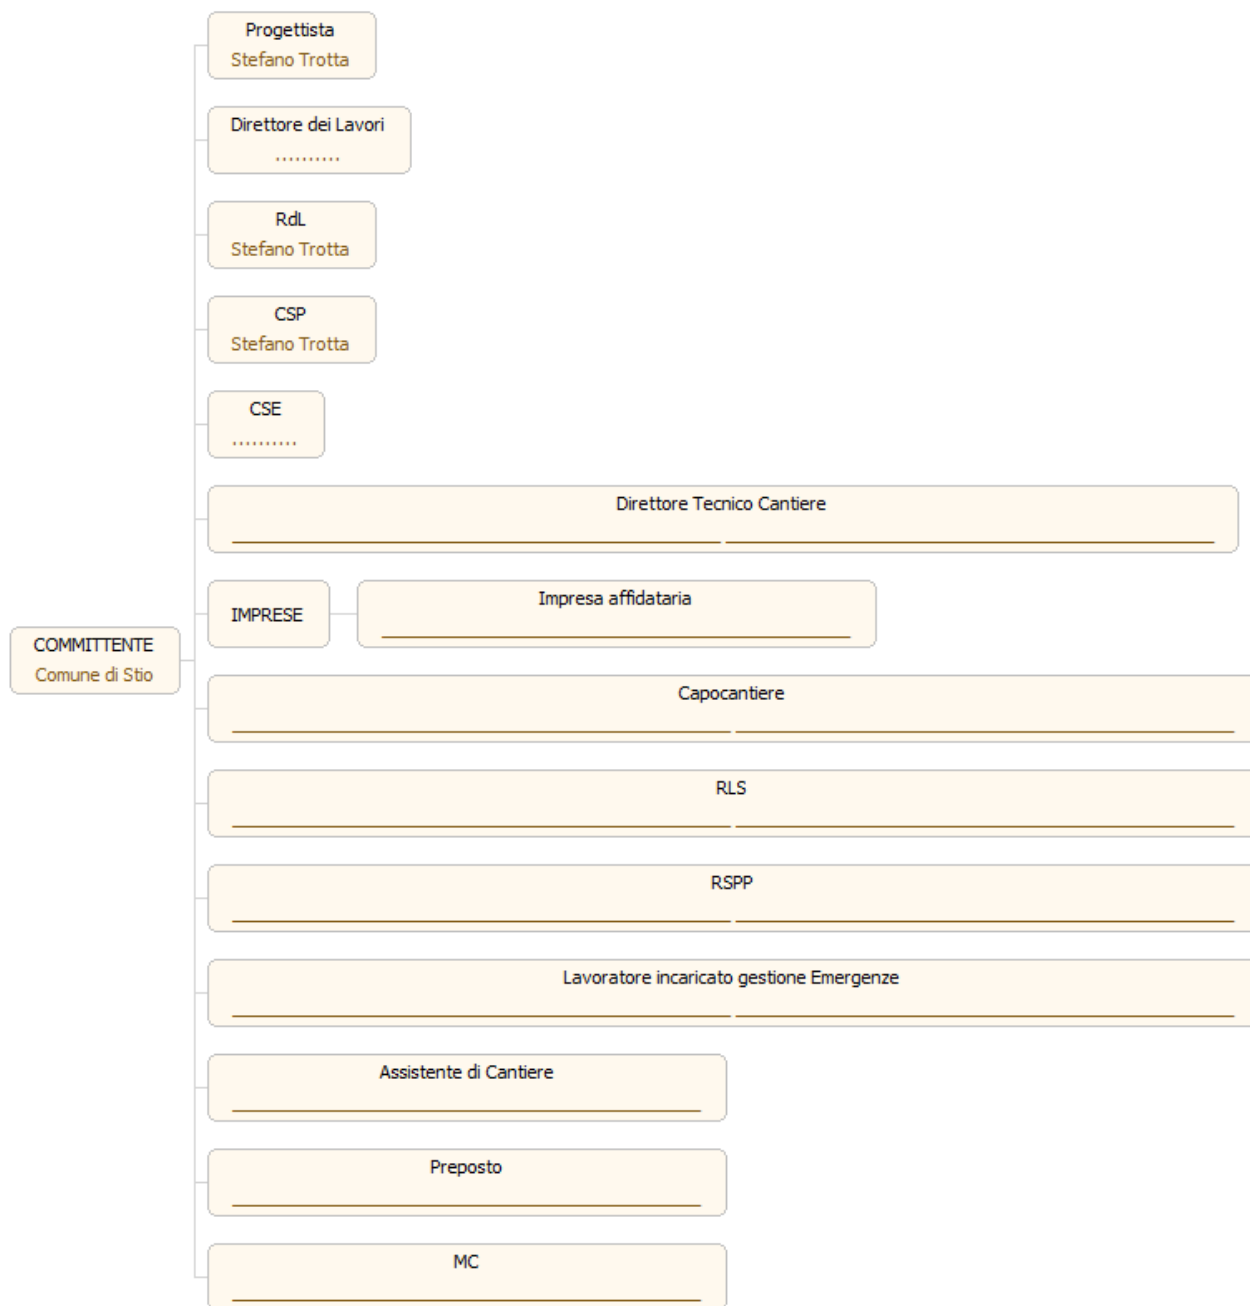 Progettista
Stefano Trotta
Direttore dei Lavori
..........
RdL
Stefano Trotta
CSP
Stefano Trotta
CSE
..........
Direttore Tecnico Cantiere
IMPRESE
Impresa affidataria
COMMITTENTE
Comune di Stio
Capocantiere
RLS
RSPP
Lavoratore incaricato gestione Emergenze
Assistente di Cantiere
Preposto
MC